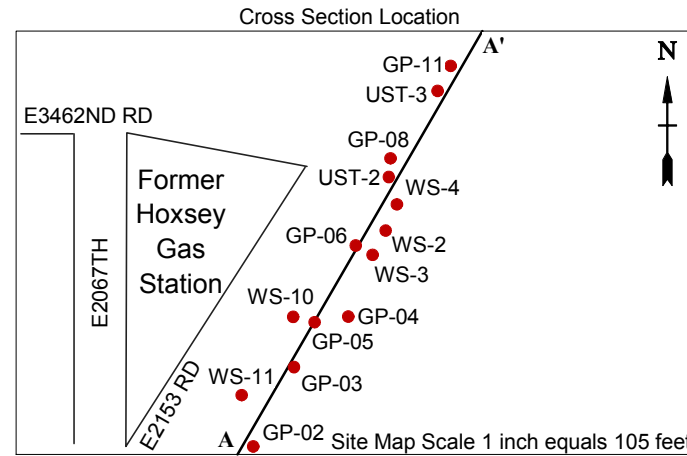 Cross Section Location
A'
GP-11
N
UST-3
E3462ND RD
GP-08
Former
Hoxsey
Gas
Station
UST-2
WS-4
GP-06
WS-2
WS-3
E2067TH
WS-10
GP-04
GP-05
WS-11
GP-03
E2153 RD
A
GP-02
Site Map Scale 1 inch equals 105 feet